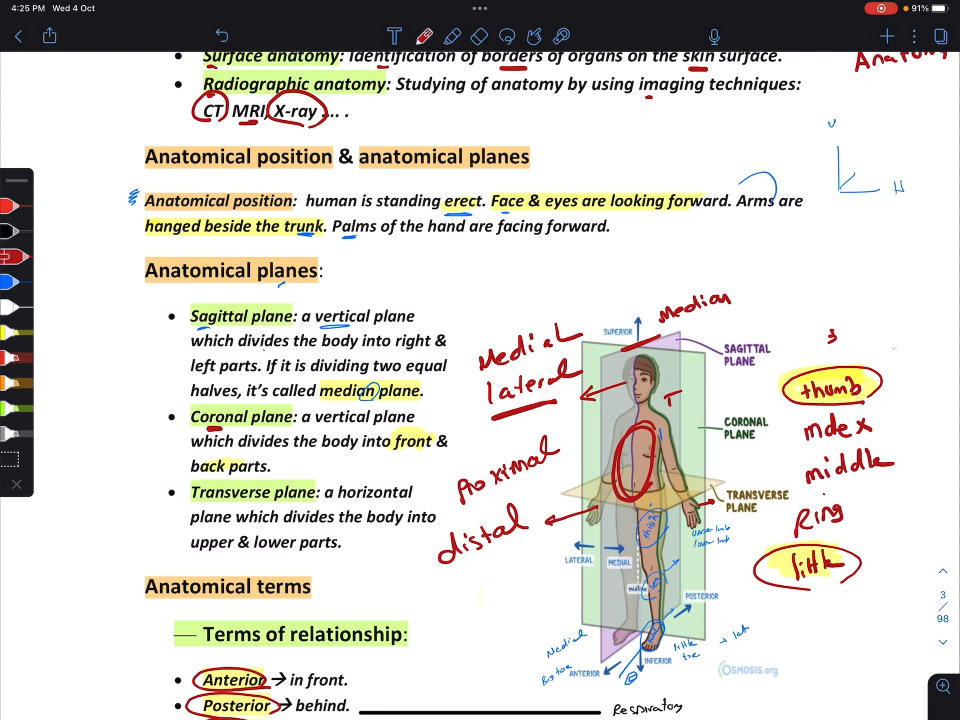 4:25 PM Wed 4 Oct
91%
Surface anatomy: Identification of borders of organs on the skin surface.
Anatomy
Radiographic anatomy: Studying of anatomy by using imaging techniques:
CT, MRI, X-ray .... .
Anatomical position & anatomical planes
H
Anatomical position: human is standing erect. Face & eyes are looking forward. Arms are
hanged beside the trunk. Palms of the hand are facing forward.
Anatomical planes:
Sagittal plane: a vertical plane
which divides the body into right &
left parts. If it is dividing two equal
halves, it's called median plane.
Coronal plane: a vertical plane
which divides the body into front &
back parts.
Transverse plane: a horizontal
plane which divides the body into
upper & lower parts.
Anatomical terms
Terms of relationship:
Anterior → in front.
Posterior → behind.
Median
SUPERIOR
Medial
lateral
SAGITTAL
PLANE
CORONAL
PLANE
TRANSVERSE
PLANE
Proximal
distal
thumb
index
middle
Ring
little
LATERAL
MEDIAL
midline
POSTERIOR
Medial
Big toe
little
toe
→ lat
ANTERIOR
INFERIOR
OSMOSIS.org
Respiratory
3
98